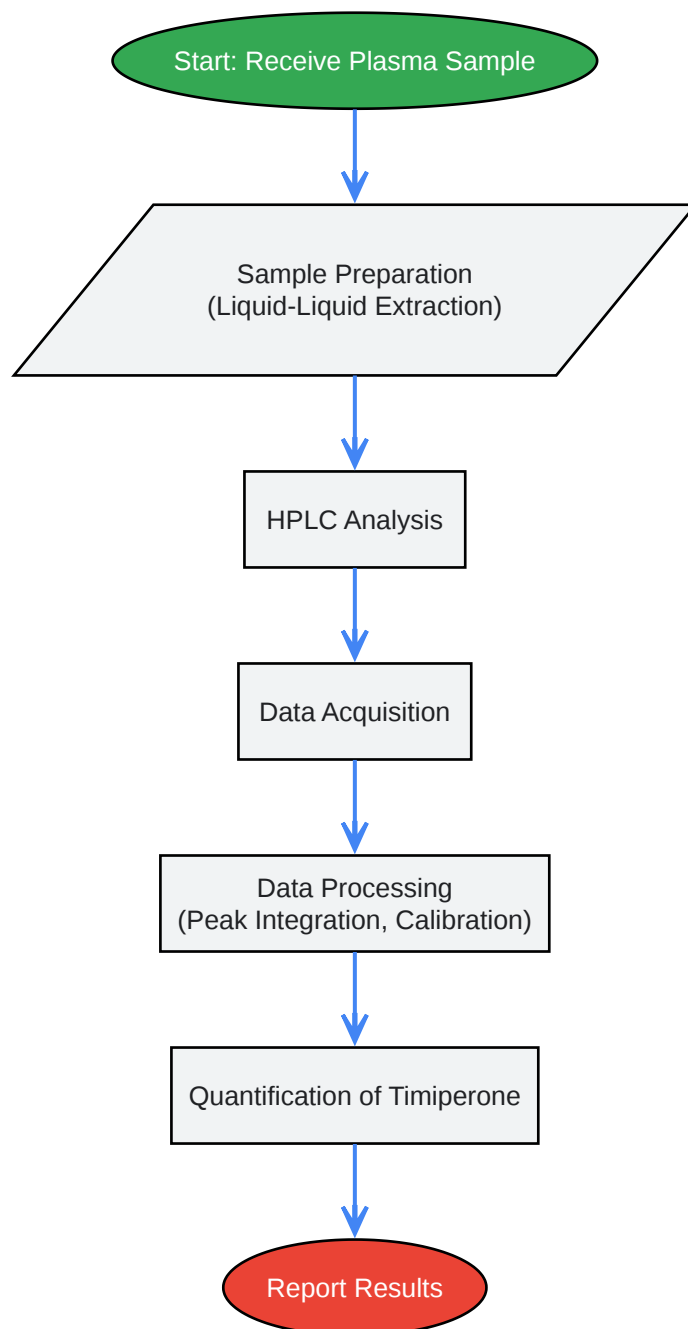 Start: Receive Plasma Sample
Sample Preparation
(Liquid-Liquid Extraction)
HPLC Analysis
Data Acquisition
Data Processing
(Peak Integration, Calibration)
Quantification of Timiperone
Report Results